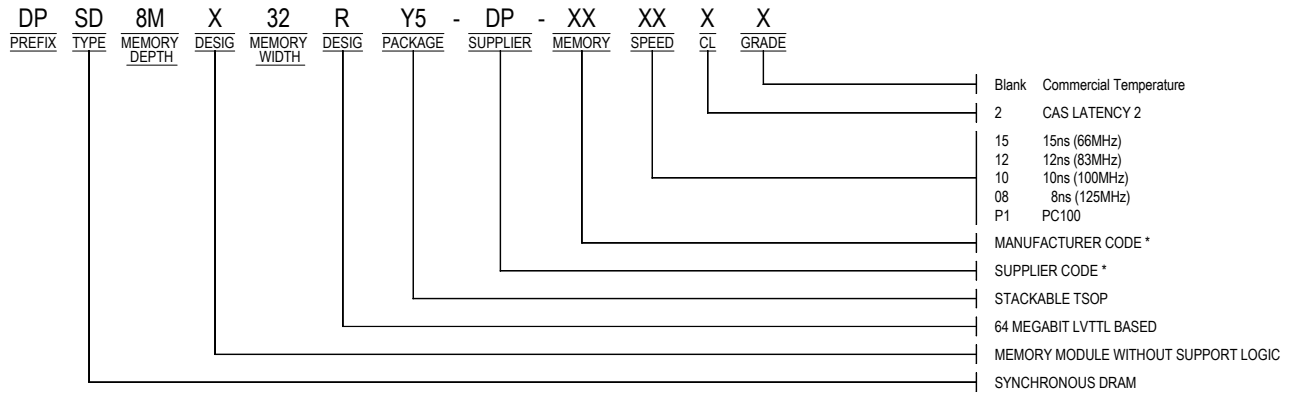 DP SD 8M X 32 R Y5 - DP - XX XX X X
PREFIX TYPE MEMORY DEPTH DESIG MEMORY WIDTH DESIG PACKAGE SUPPLIER MEMORY SPEED CL GRADE
Blank Commercial Temperature
2 CAS LATENCY 2
15 15ns (66MHz)
12 12ns (83MHz)
10 10ns (100MHz)
08 8ns (125MHz)
P1 PC100
MANUFACTURER CODE *
SUPPLIER CODE *
STACKABLE TSOP
64 MEGABIT LVTTL BASED
MEMORY MODULE WITHOUT SUPPORT LOGIC
SYNCHRONOUS DRAM